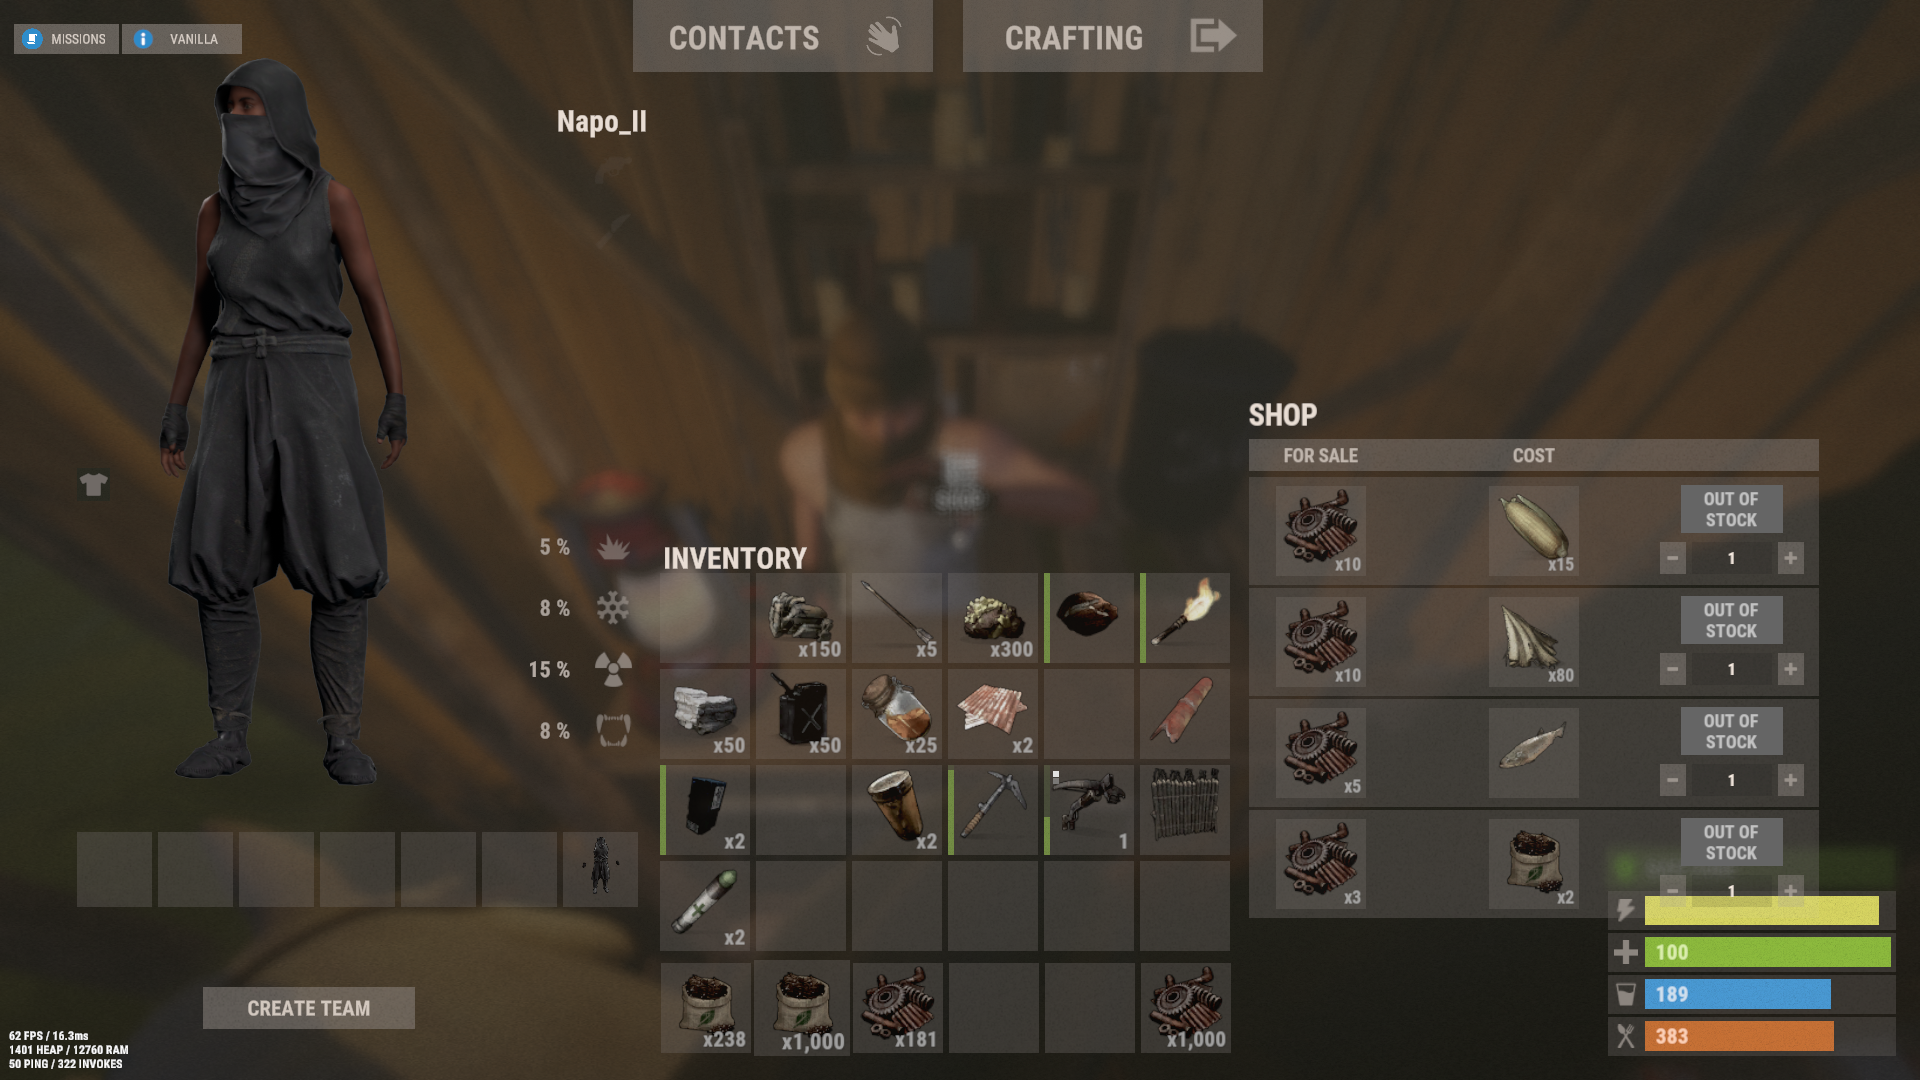 MISSIONS
VANILLA
CONTACTS
CRAFTING
Napo_II
5 %
8 %
15 %
8 %
INVENTORY
x150
x5
x300
x50
x50
x25
x2
x2
x2
1
x2
x238
x1,000
x181
x1,000
SHOP
FOR SALE
COST
x10
x15
OUT OF
STOCK
1
x10
x80
OUT OF
STOCK
1
x5
OUT OF
STOCK
1
x3
x2
OUT OF
STOCK
1
100
189
383
CREATE TEAM
62 FPS / 16.3ms
1401 HEAP / 12760 RAM
50 PING / 322 INVOKES